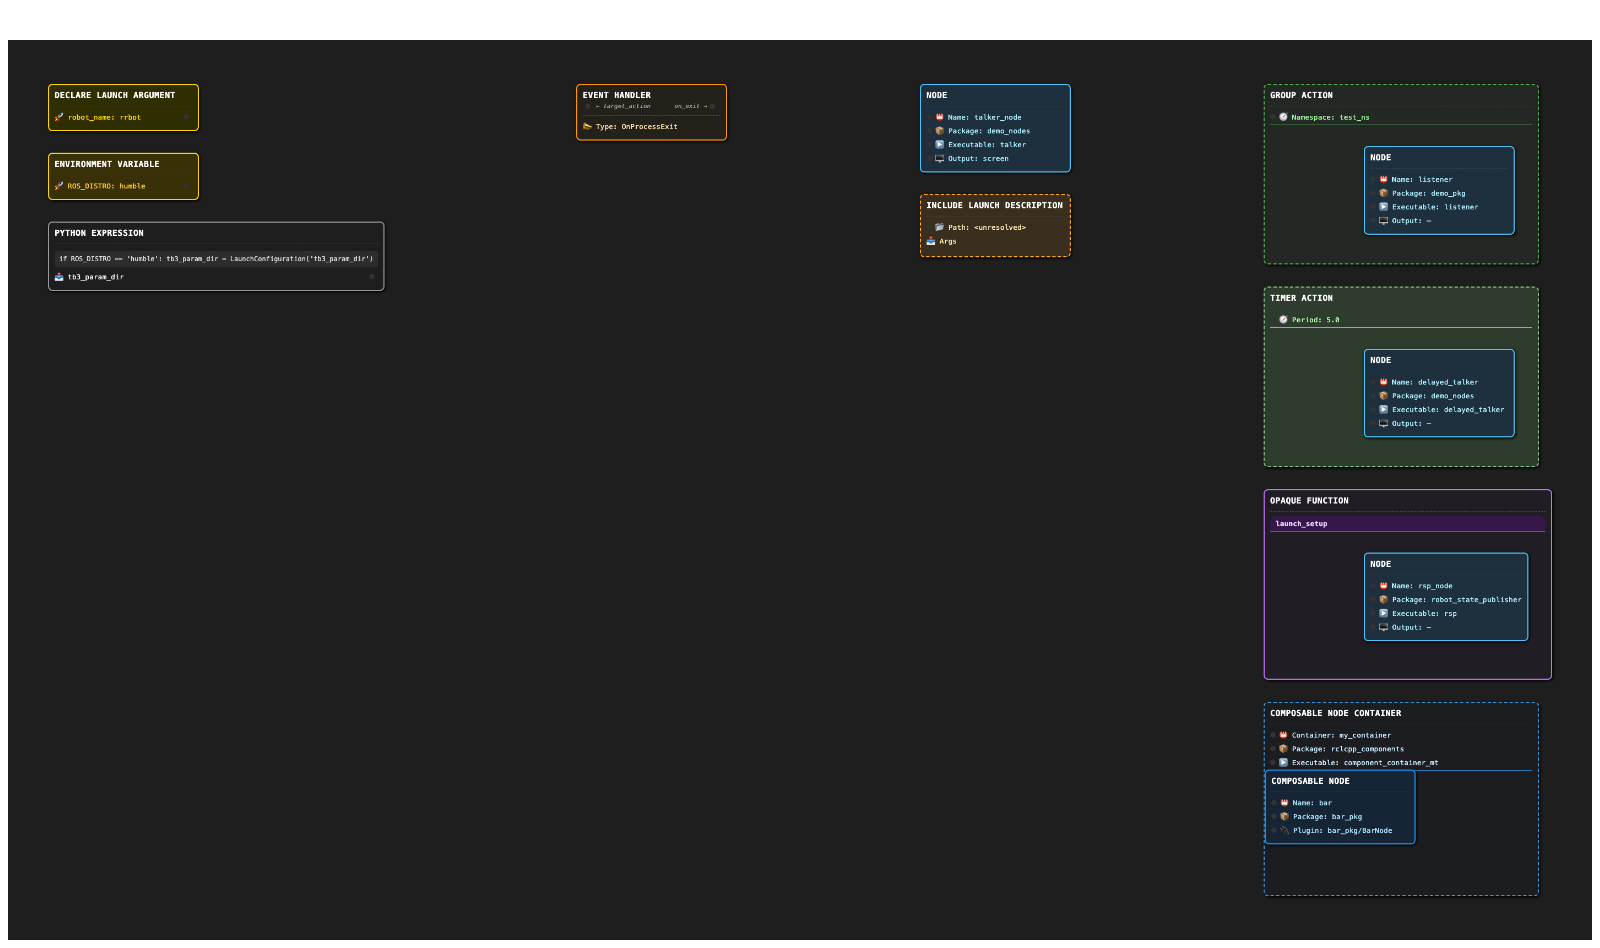 DECLARE LAUNCH ARGUMENT
robot_name: rrbot
ENVIRONMENT VARIABLE
ROS_DISTRO: humble
PYTHON EXPRESSION
if ROS_DISTRO == 'humble': tb3_param_dir = LaunchConfiguration('tb3_param_dir')
tb3_param_dir
EVENT HANDLER
← target_action on_exit →
Type: OnProcessExit
NODE
Name: talker_node
Package: demo_nodes
Executable: talker
Output: screen
INCLUDE LAUNCH DESCRIPTION
Path: <unresolved>
Args
GROUP ACTION
Namespace: test_ns
NODE
Name: listener
Package: demo_pkg
Executable: listener
Output: —
TIMER ACTION
Period: 5.0
NODE
Name: delayed_talker
Package: demo_nodes
Executable: delayed_talker
Output: —
OPAQUE FUNCTION
launch_setup
NODE
Name: rsp_node
Package: robot_state_publisher
Executable: rsp
Output: —
COMPOSABLE NODE CONTAINER
Container: my_container
Package: rclcpp_components
Executable: component_container_mt
COMPOSABLE NODE
Name: bar
Package: bar_pkg
Plugin: bar_pkg/BarNode